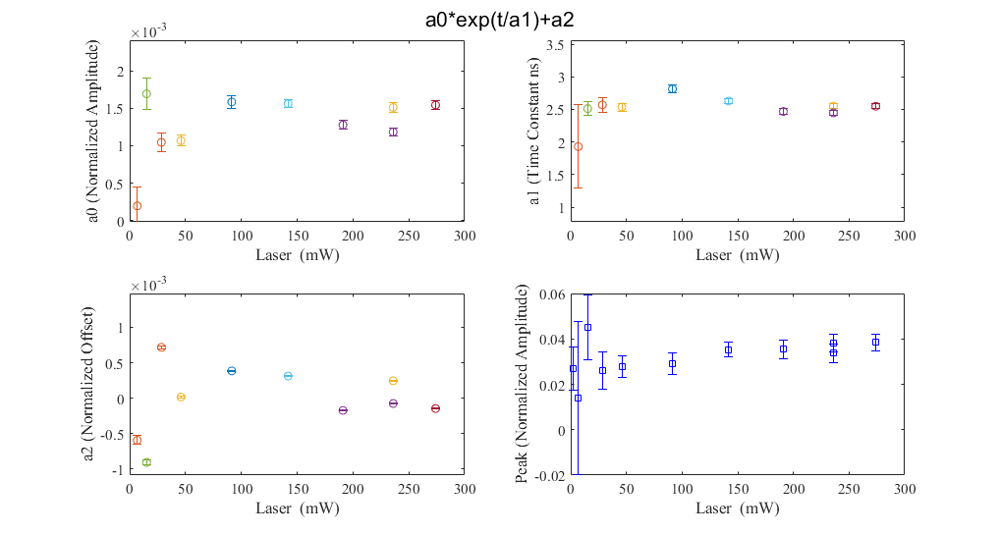 a0*exp(t/a1)+a2
×10⁻³
2
1.5
1
0.5
0
0 50 100 150 200 250 300
Laser (mW)
a0 (Normalized Amplitude)
3.5
3
2.5
2
1.5
1
0 50 100 150 200 250 300
Laser (mW)
a1 (Time Constant ns)
×10⁻³
1
0.5
0
-0.5
-1
0 50 100 150 200 250 300
Laser (mW)
a2 (Normalized Offset)
0.06
0.04
0.02
0
-0.02
0 50 100 150 200 250 300
Laser (mW)
Peak (Normalized Amplitude)